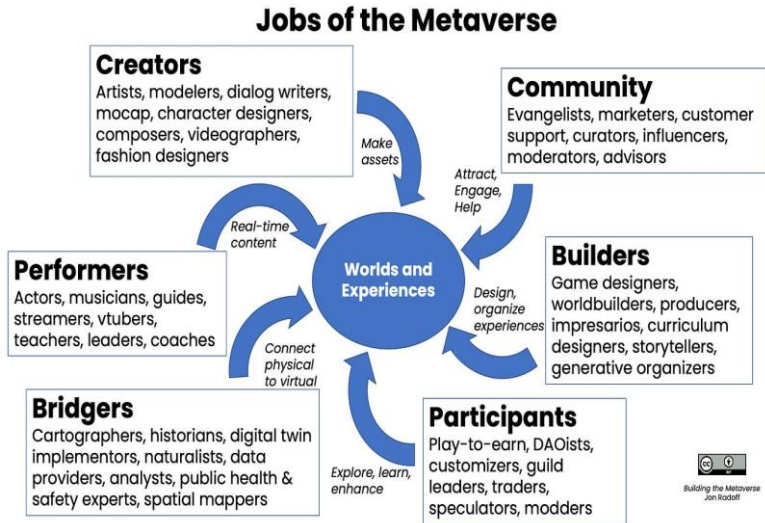 Jobs of the Metaverse
Creators
Artists, modelers, dialog writers,
mocap, character designers,
composers, videographers,
fashion designers
Make
assets
Community
Evangelists, marketers, customer
support, curators, influencers,
moderators, advisors
Attract,
Engage,
Help
Real-time
content
Performers
Actors, musicians, guides,
streamers, vtubers,
teachers, leaders, coaches
Worlds and
Experiences
Design,
organize
experiences
Builders
Game designers,
worldbuilders, producers,
impresarios, curriculum
designers, storytellers,
generative organizers
Connect
physical
to virtual
Bridgers
Cartographers, historians, digital twin
implementors, naturalists, data
providers, analysts, public health &
safety experts, spatial mappers
Explore, learn,
enhance
Participants
Play-to-earn, DAOists,
customizers, guild
leaders, traders,
speculators, modders
cc
BY
Building the Metaverse
Jon Radoff